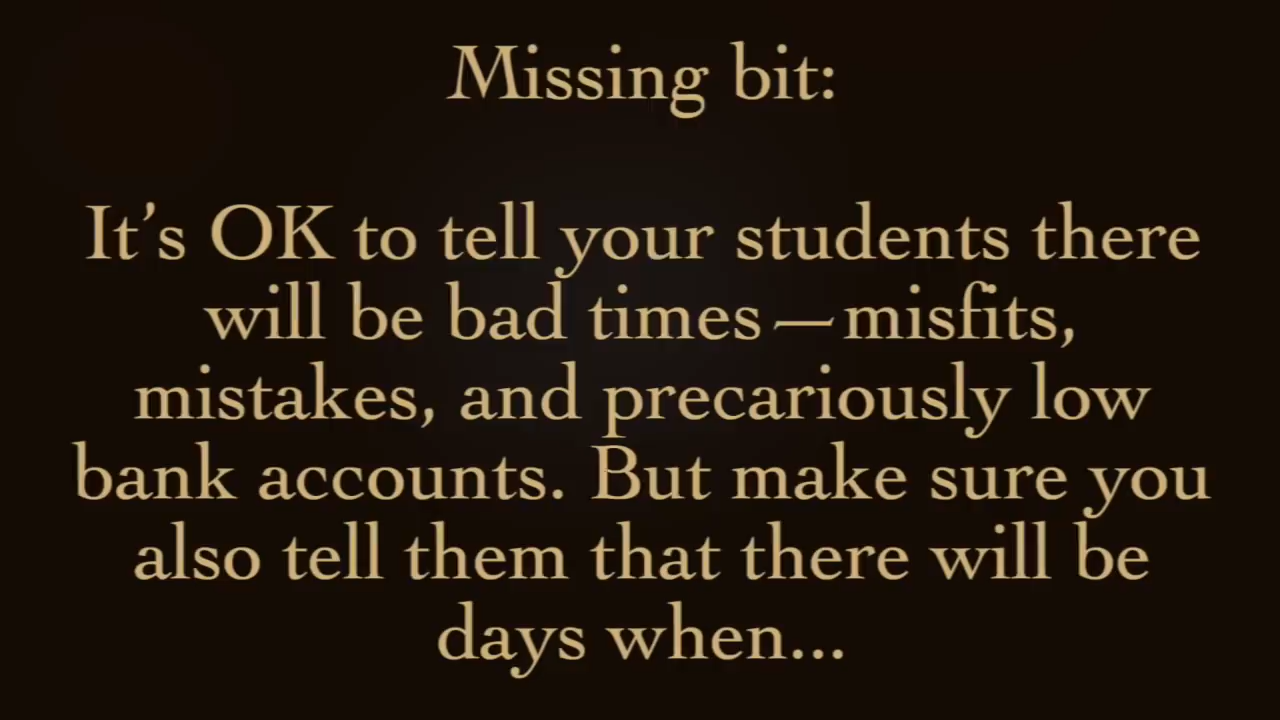 Missing bit:
It’s OK to tell your students there
will be bad times—misfits,
mistakes, and precariously low
bank accounts. But make sure you
also tell them that there will be
days when...